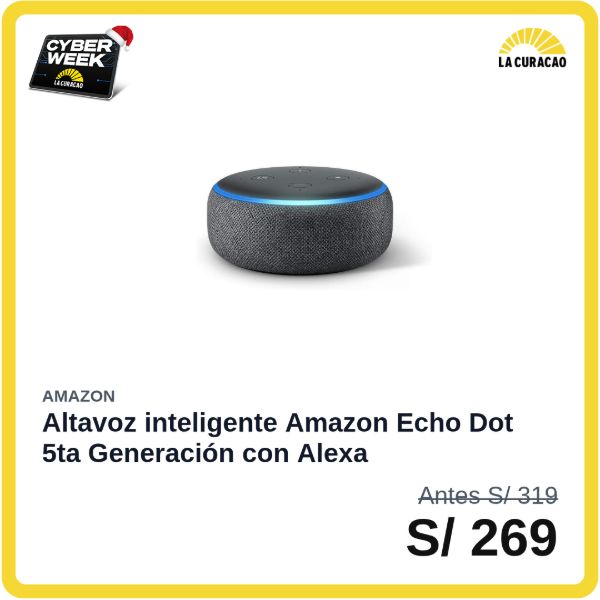 CYBER
WEEK
LA CURACAO
LA CURACAO
AMAZON
Altavoz inteligente Amazon Echo Dot
5ta Generación con Alexa
Antes S/ 319
S/ 269